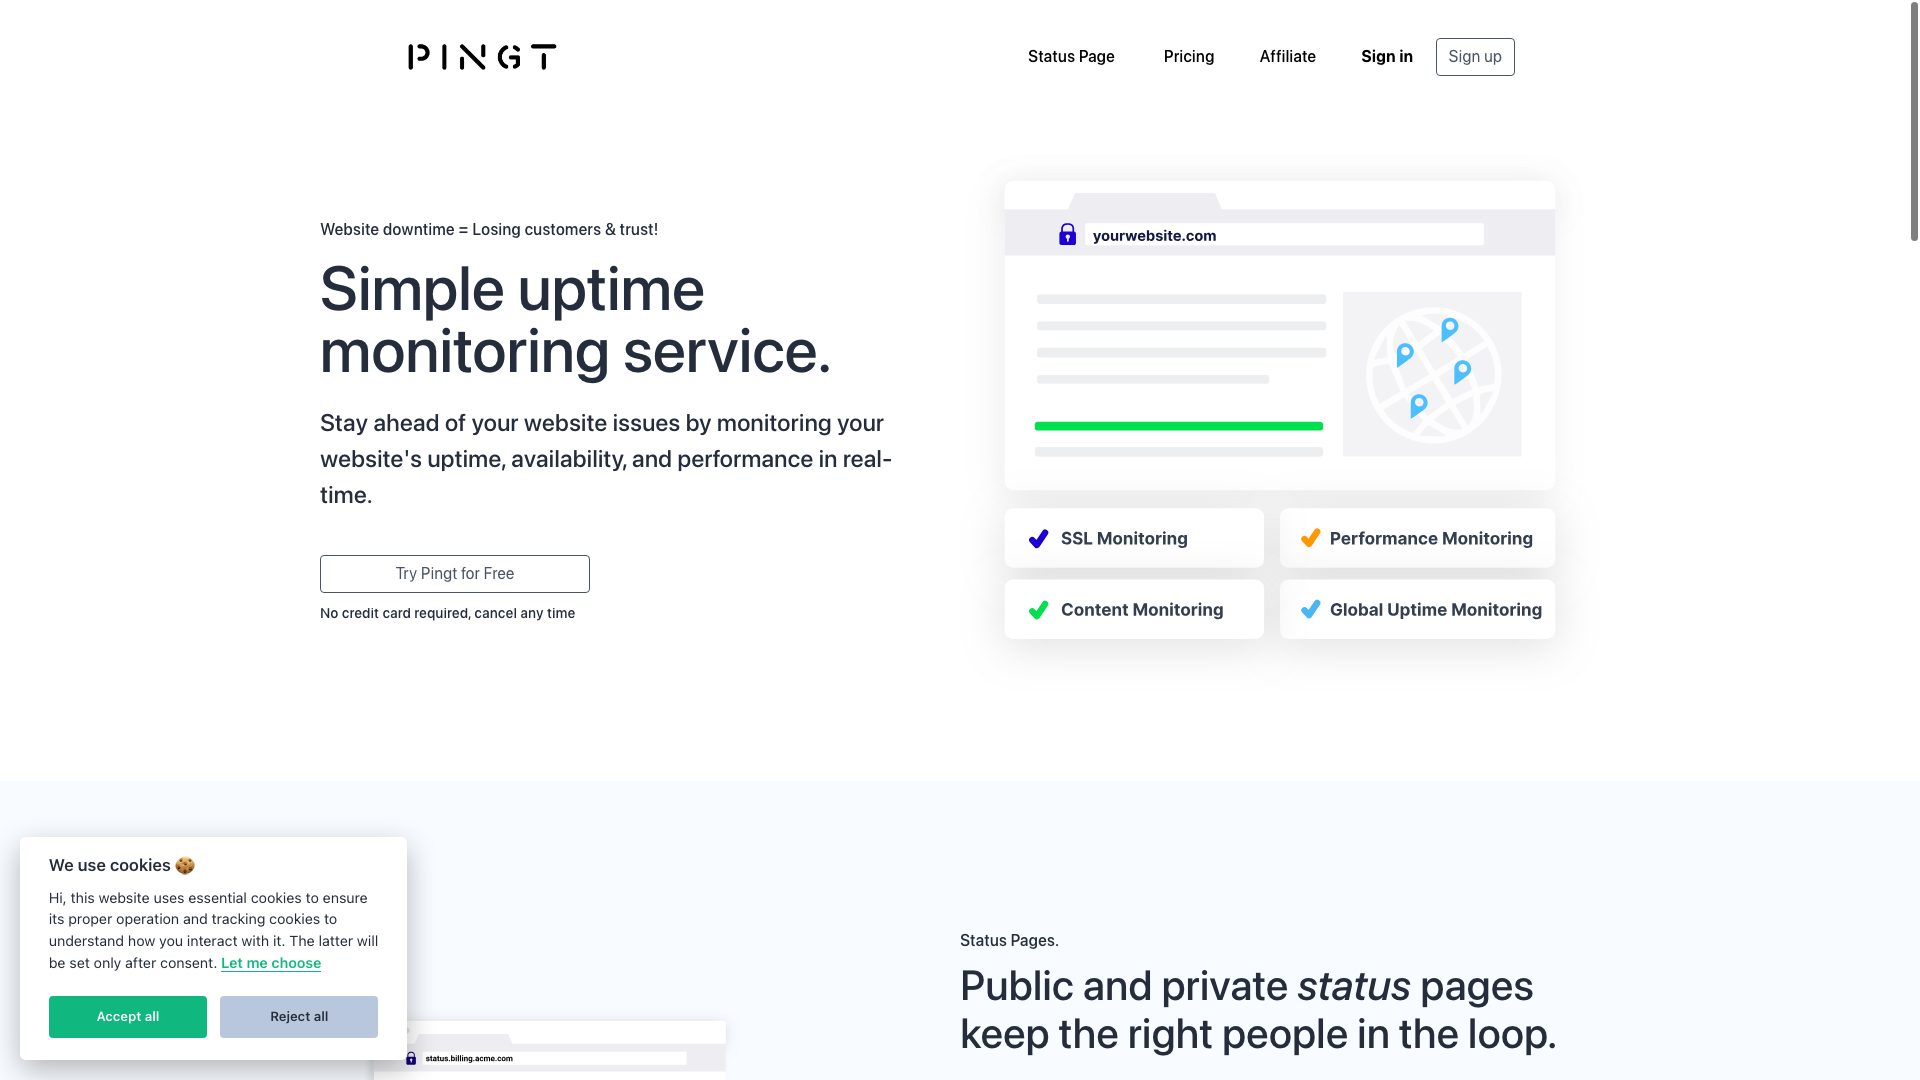 PINGT
Status Page
Pricing
Affiliate
Sign in
Sign up
Website downtime = Losing customers & trust!
Simple uptime
monitoring service.
Stay ahead of your website issues by monitoring your
website's uptime, availability, and performance in real-
time.
Try Pingt for Free
No credit card required, cancel any time
yourwebsite.com
SSL Monitoring
Performance Monitoring
Content Monitoring
Global Uptime Monitoring
We use cookies 🍪
Hi, this website uses essential cookies to ensure
its proper operation and tracking cookies to
understand how you interact with it. The latter will
be set only after consent. Let me choose
Accept all
Reject all
status.billing.acme.com
Status Pages.
Public and private status pages
keep the right people in the loop.